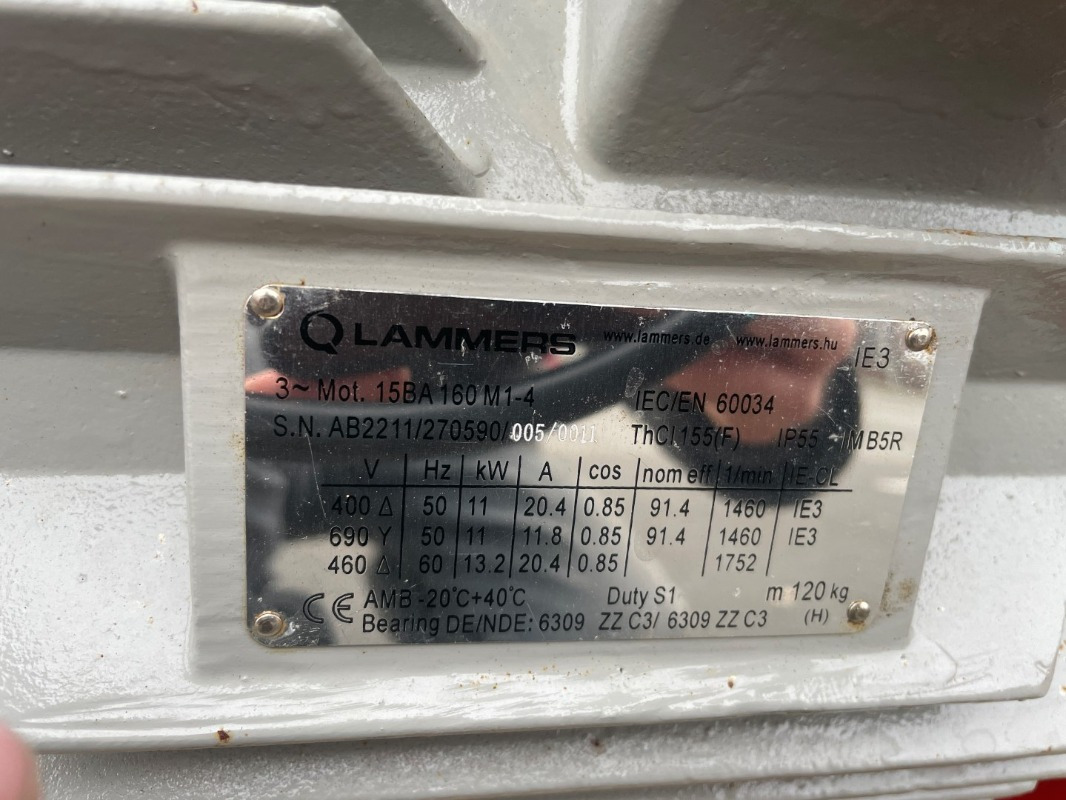 LAMMERS www.lammers.de www.lammers.hu IE3
3~ Mot. 15BA 160 M1-4 IEC/EN 60034
S.N. AB2211/270590/005/0011 ThCl.155(F) IP55 IM B5R
V Hz kW A cos nom eff 1/min IE-CL
400 Δ 50 11 20.4 0.85 91.4 1460 IE3
690 Y 50 11 11.8 0.85 91.4 1460 IE3
460 Δ 60 13.2 20.4 0.85 1752
CE AMB -20°C+40°C Duty S1 m 120 kg
Bearing DE/NDE: 6309 ZZ C3/ 6309 ZZ C3 (H)